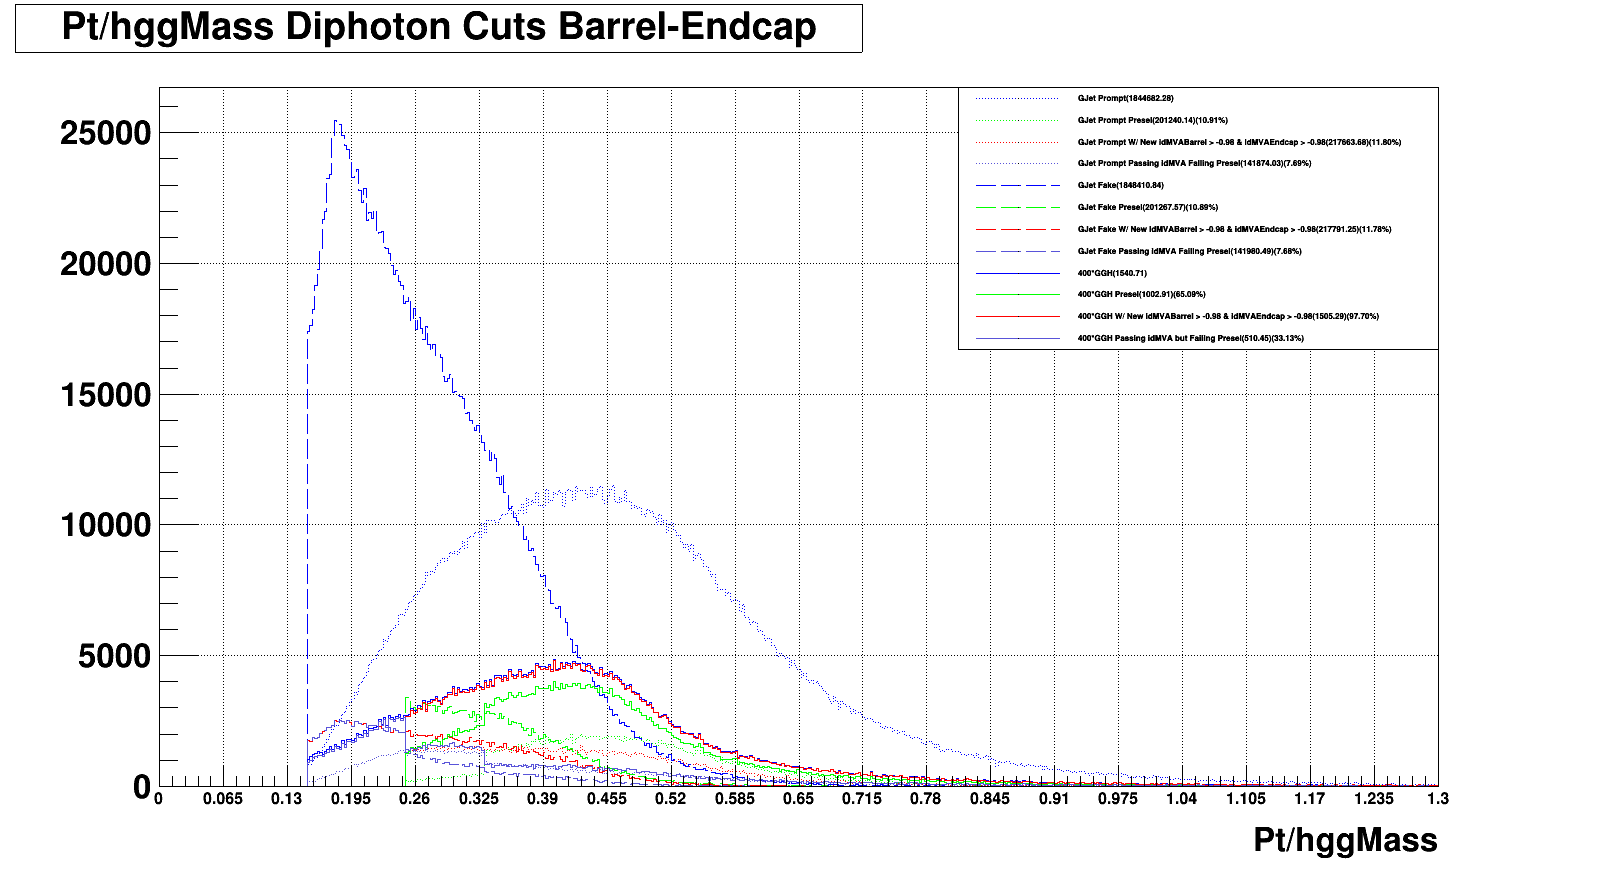 Pt/hggMass Diphoton Cuts Barrel-Endcap
GJet Prompt(1844682.28)
GJet Prompt Presel(201240.14)(10.91%)
GJet Prompt W/ New idMVABarrel > -0.98 & idMVAEndcap > -0.98(217663.68)(11.80%)
GJet Prompt Passing idMVA Failing Presel(141874.03)(7.69%)
GJet Fake(1848410.84)
GJet Fake Presel(201267.57)(10.89%)
GJet Fake W/ New idMVABarrel > -0.98 & idMVAEndcap > -0.98(217791.25)(11.78%)
GJet Fake Passing idMVA Failing Presel(141980.49)(7.68%)
400*GGH(1540.71)
400*GGH Presel(1002.91)(65.09%)
400*GGH W/ New idMVABarrel > -0.98 & idMVAEndcap > -0.98(1505.29)(97.70%)
400*GGH Passing idMVA but Failing Presel(510.45)(33.13%)
25000
20000
15000
10000
5000
0
0 0.065 0.13 0.195 0.26 0.325 0.39 0.455 0.52 0.585 0.65 0.715 0.78 0.845 0.91 0.975 1.04 1.105 1.17 1.235 1.3
Pt/hggMass